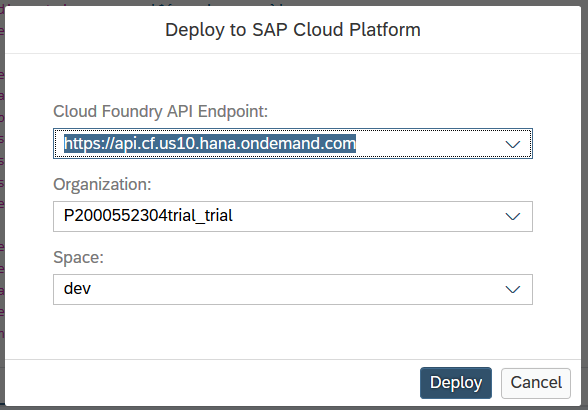 Deploy to SAP Cloud Platform
Cloud Foundry API Endpoint:
https://api.cf.us10.hana.ondemand.com
Organization:
P2000552304trial_trial
Space:
dev
Deploy Cancel